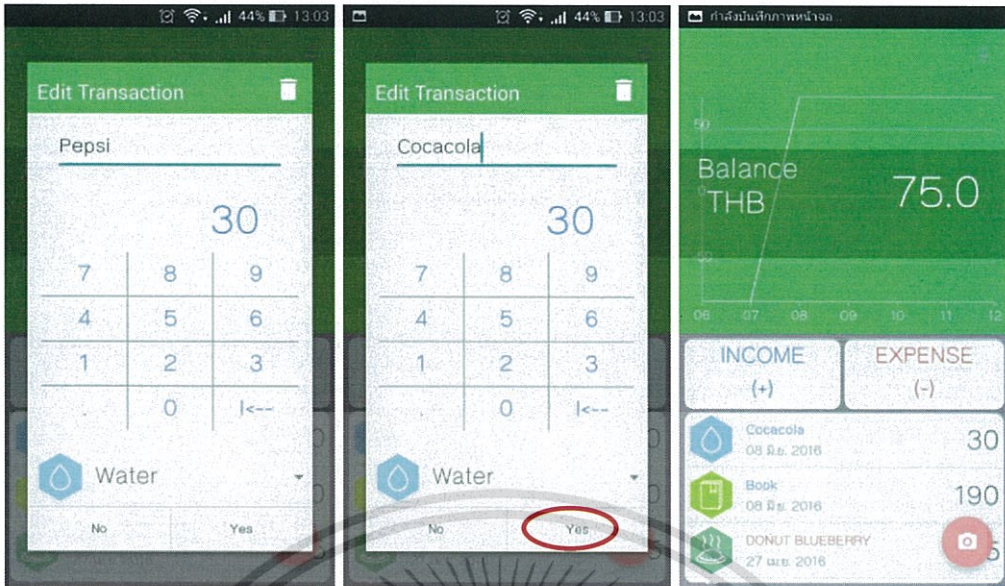 44% 13:03
Edit Transaction
Pepsi
30
7 8 9
4 5 6
1 2 3
. 0 |<--
Water
No Yes
44% 13:03
Edit Transaction
Cocacola
30
7 8 9
4 5 6
1 2 3
. 0 |<--
Water
No Yes
กำลังบันทึกภาพหน้าจอ...
50
Balance
THB
75.0
0
50
06 07 08 09 10 11 12
INCOME
(+)
EXPENSE
(-)
Cocacola
08 มิ.ย. 2016
30
Book
08 มิ.ย. 2016
190
DONUT BLUEBERRY
27 เม.ย. 2016
5